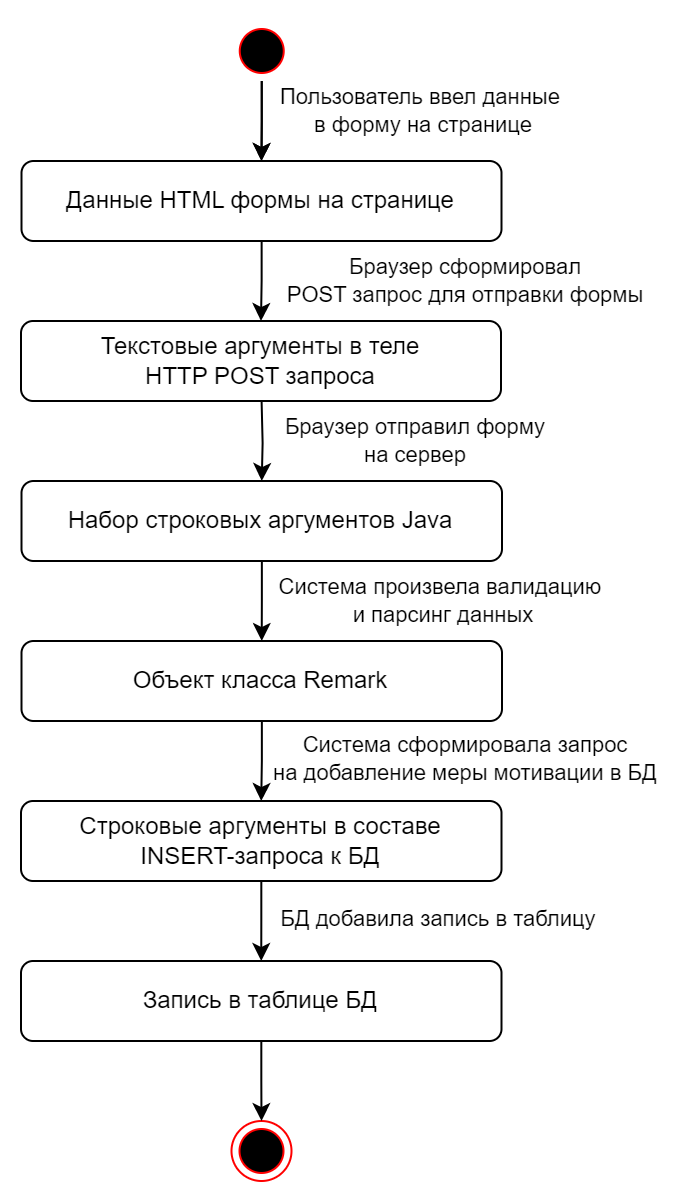 Пользователь ввел данные
в форму на странице
Данные HTML формы на странице
Браузер сформировал
POST запрос для отправки формы
Текстовые аргументы в теле
HTTP POST запроса
Браузер отправил форму
на сервер
Набор строковых аргументов Java
Система произвела валидацию
и парсинг данных
Объект класса Remark
Система сформировала запрос
на добавление меры мотивации в БД
Строковые аргументы в составе
INSERT-запроса к БД
БД добавила запись в таблицу
Запись в таблице БД